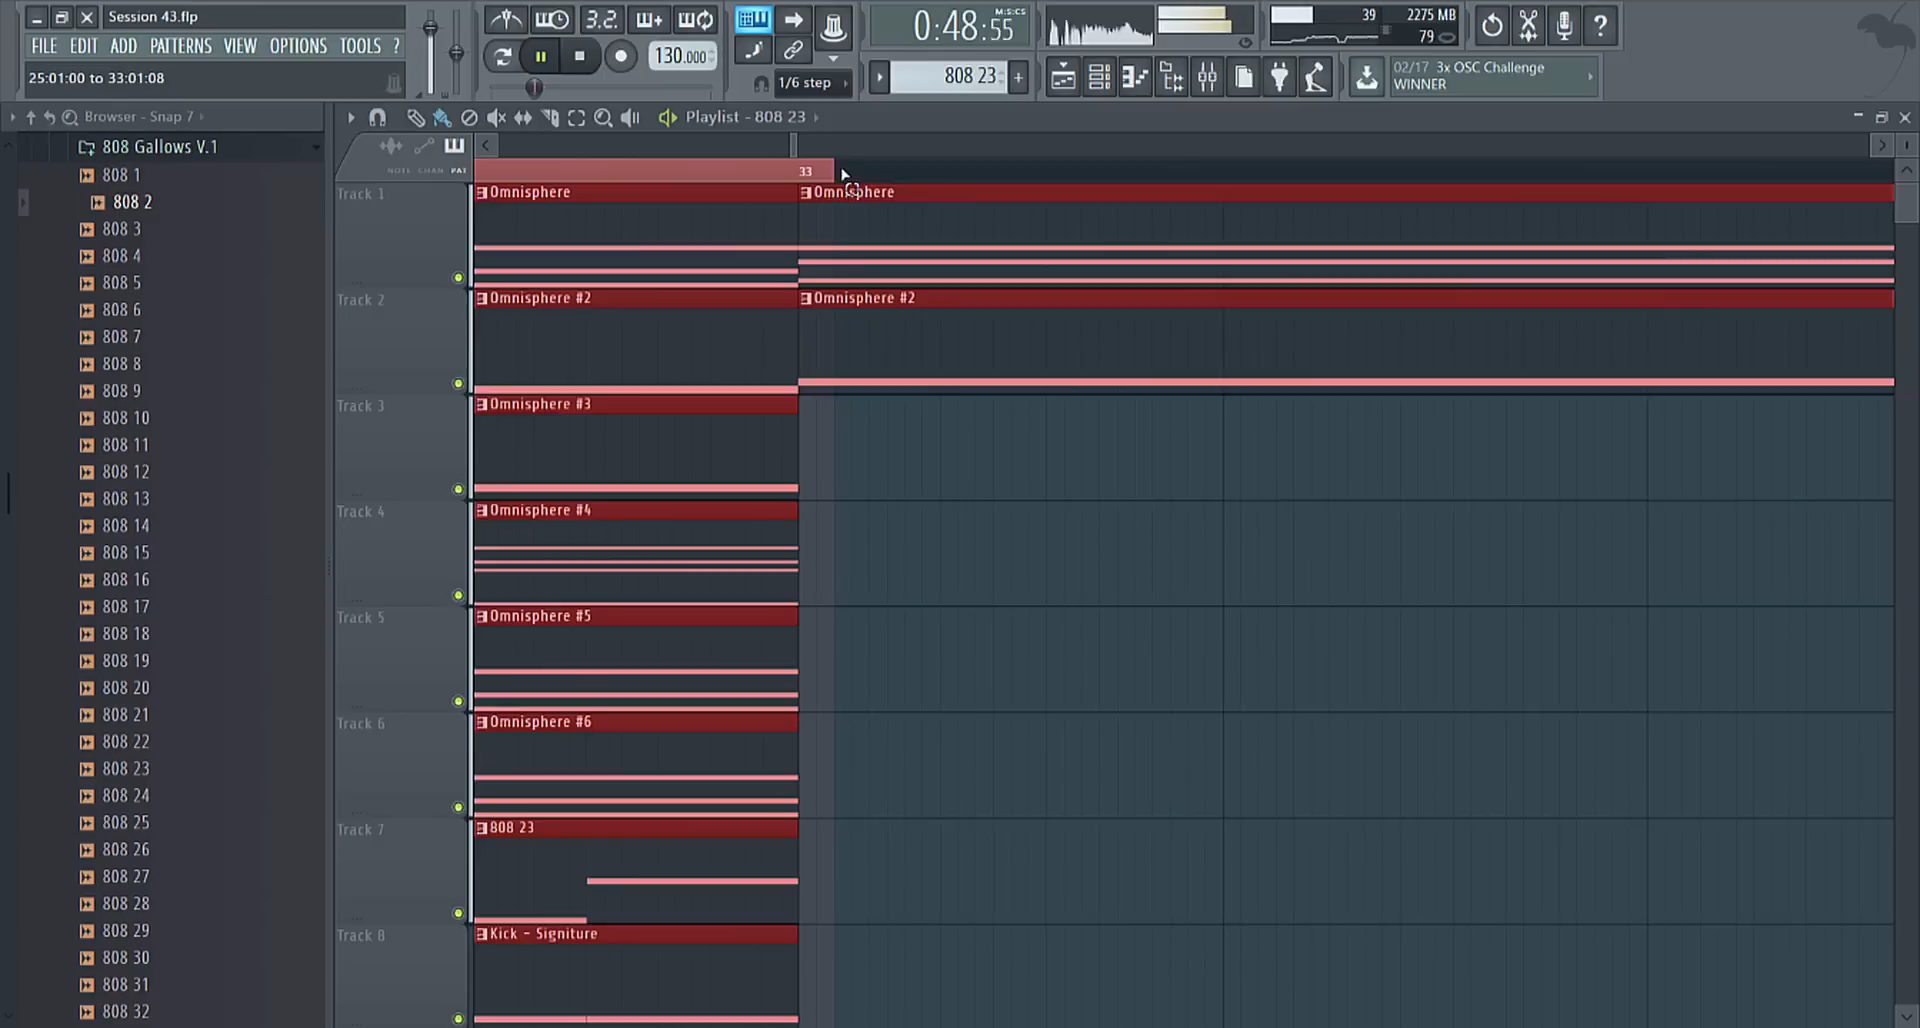 Session 43.flp
FILE EDIT ADD PATTERNS VIEW OPTIONS TOOLS ?
25:01:00 to 33:01:08
3.2.
130.000
1/6 step
0:48:55
M:S:CS
808 23
+
39
2275 MB
79
?
02/17 3x OSC Challenge
WINNER
Browser - Snap 7
Playlist - 808 23
NOTE CHAN PAT
33
808 Gallows V.1
808 1
808 2
808 3
808 4
808 5
808 6
808 7
808 8
808 9
808 10
808 11
808 12
808 13
808 14
808 15
808 16
808 17
808 18
808 19
808 20
808 21
808 22
808 23
808 24
808 25
808 26
808 27
808 28
808 29
808 30
808 31
808 32
Track 1
Omnisphere
Omnisphere
Track 2
Omnisphere #2
Omnisphere #2
Track 3
Omnisphere #3
Track 4
Omnisphere #4
Track 5
Omnisphere #5
Track 6
Omnisphere #6
Track 7
808 23
Track 8
Kick - Signiture